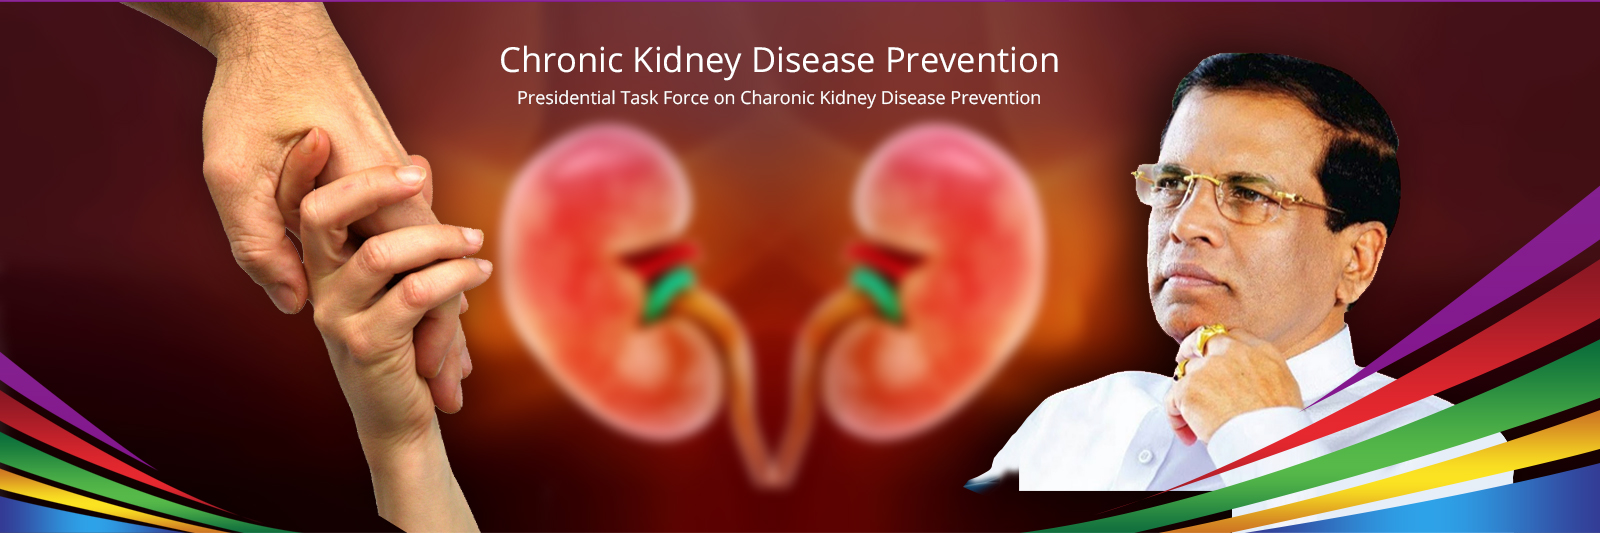 Chronic Kidney Disease Prevention
Presidential Task Force on Charonic Kidney Disease Prevention